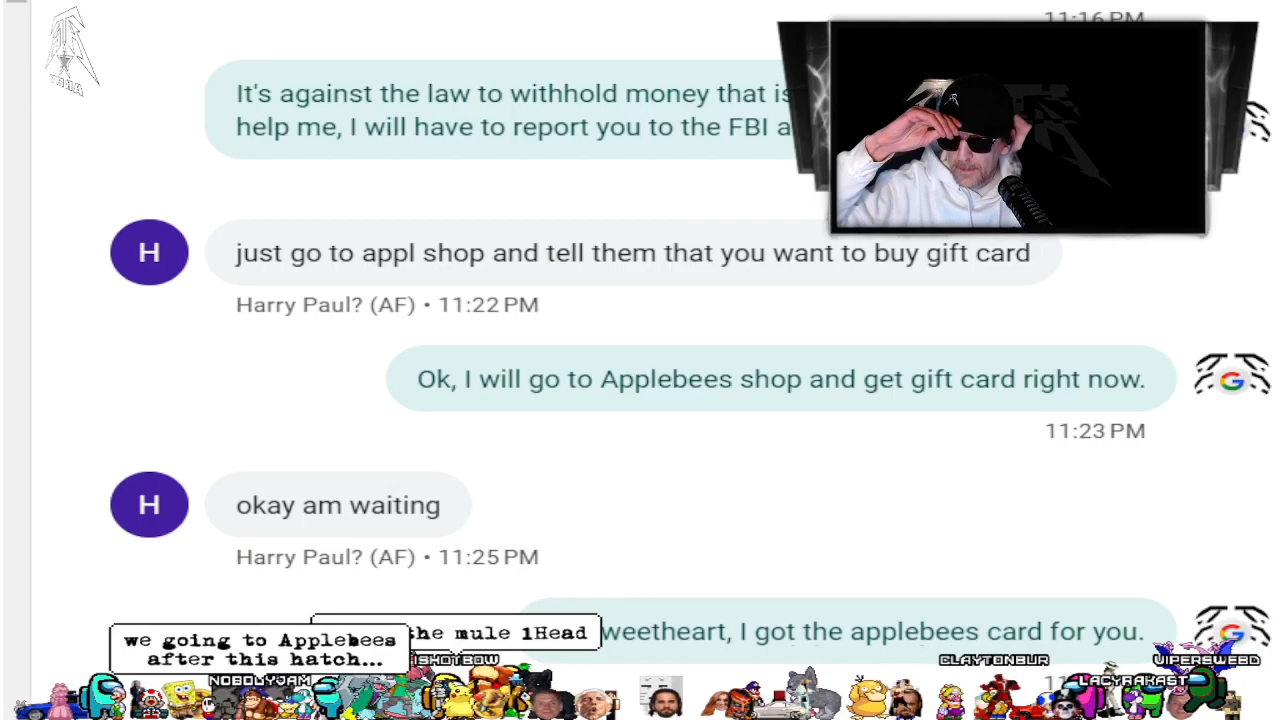 11:16 PM
It's against the law to withhold money that is
help me, I will have to report you to the FBI a
H
just go to appl shop and tell them that you want to buy gift card
Harry Paul? (AF) • 11:22 PM
Ok, I will go to Applebees shop and get gift card right now.
G
11:23 PM
H
okay am waiting
Harry Paul? (AF) • 11:25 PM
weetheart, I got the applebees card for you.
G
he mule 1Head
we going to Applebees
after this hatch...
ISHOTBOW
CLAYTONBUR
VIPERSWEBD
NOBODYJAM
LACYRAKAST